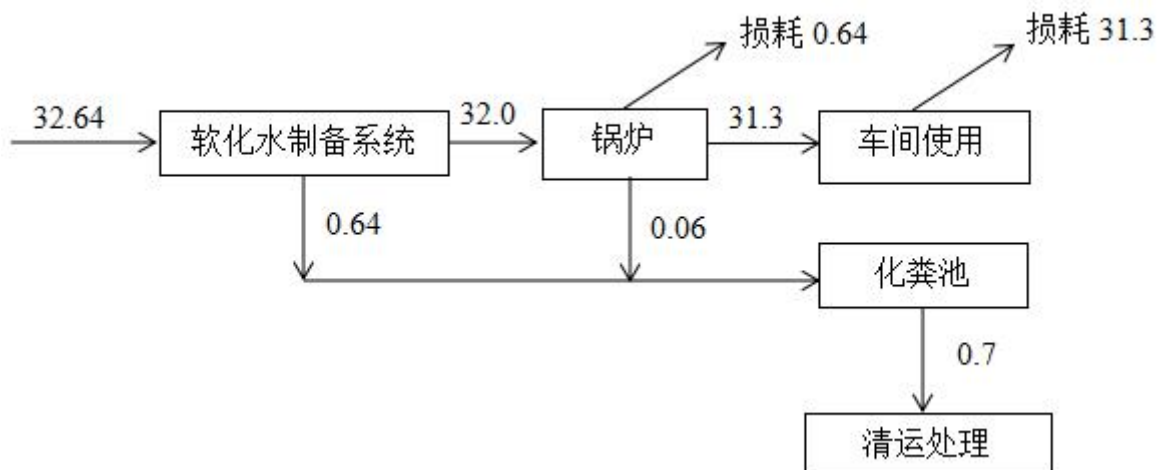 损耗 0.64
损耗 31.3
32.64
软化水制备系统
32.0
锅炉
31.3
车间使用
0.64
0.06
化粪池
0.7
清运处理